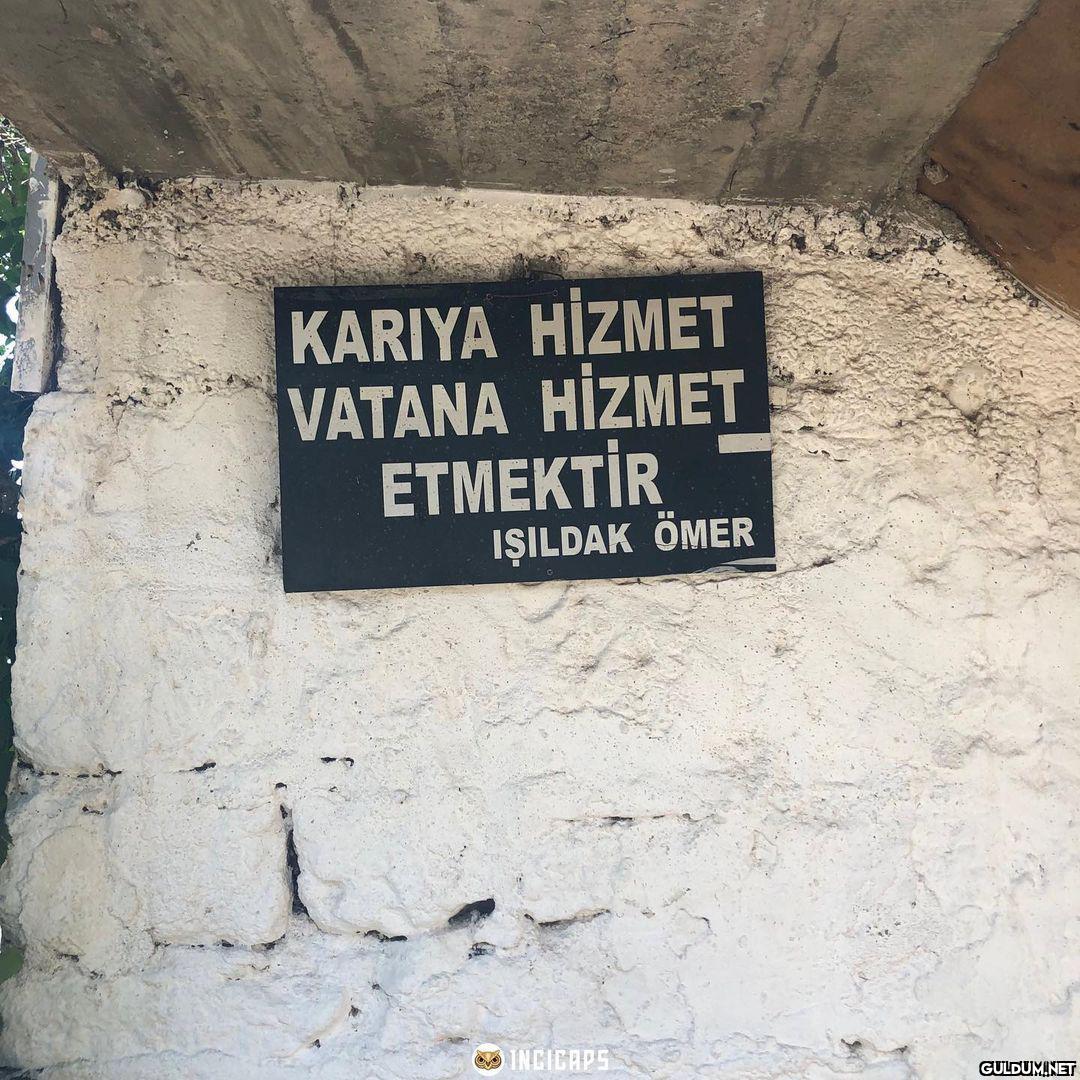 KARIYA HİZMET
VATANA HİZMET
ETMEKTİR
IŞILDAK ÖMER
INCICAPS
GULDUM.NET